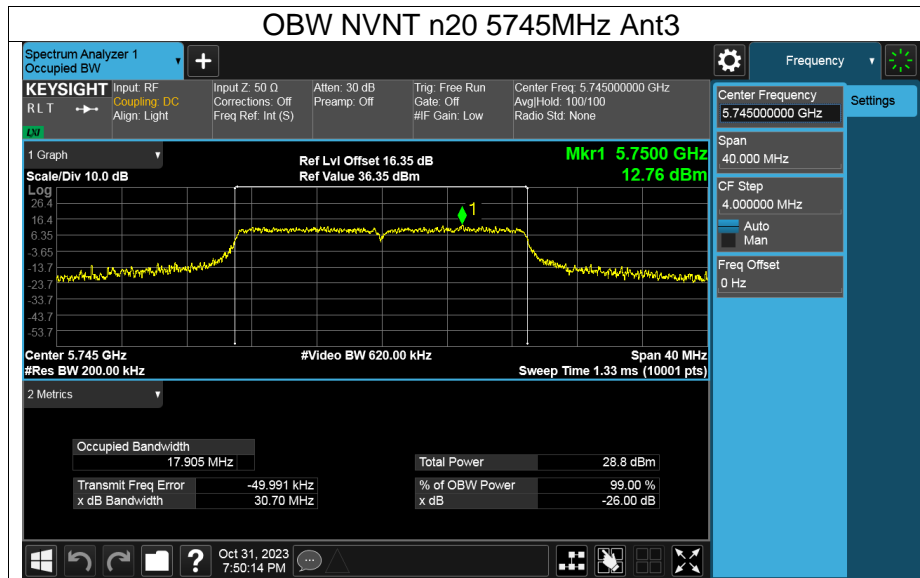 OBW NVNT n20 5745MHz Ant3
Spectrum Analyzer 1
Occupied BW
+
Frequency
KEYSIGHT
R L T
LXI
Input: RF
Coupling: DC
Align: Light
Input Z: 50 Ω
Corrections: Off
Freq Ref: Int (S)
Atten: 30 dB
Preamp: Off
Trig: Free Run
Gate: Off
#IF Gain: Low
Center Freq: 5.745000000 GHz
Avg|Hold: 100/100
Radio Std: None
Center Frequency
5.745000000 GHz
Settings
Span
40.000 MHz
CF Step
4.000000 MHz
Auto
Man
Freq Offset
0 Hz
1 Graph
Scale/Div 10.0 dB
Ref Lvl Offset 16.35 dB
Ref Value 36.35 dBm
Mkr1 5.7500 GHz
12.76 dBm
Log
26.4
16.4
6.35
-3.65
-13.7
-23.7
-33.7
-43.7
-53.7
1
Center 5.745 GHz
#Res BW 200.00 kHz
#Video BW 620.00 kHz
Span 40 MHz
Sweep Time 1.33 ms (10001 pts)
2 Metrics
Occupied Bandwidth
17.905 MHz
Total Power 28.8 dBm
Transmit Freq Error -49.991 kHz
% of OBW Power 99.00 %
x dB Bandwidth 30.70 MHz
x dB -26.00 dB
?
Oct 31, 2023
7:50:14 PM